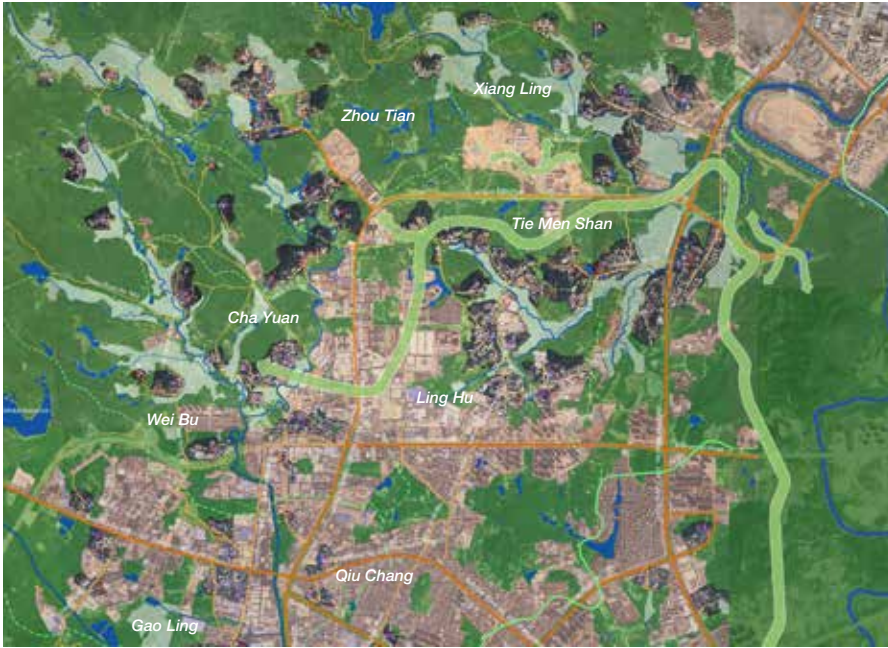 Xiang Ling
Zhou Tian
Tie Men Shan
Cha Yuan
Ling Hu
Wei Bu
Qiu Chang
Gao Ling